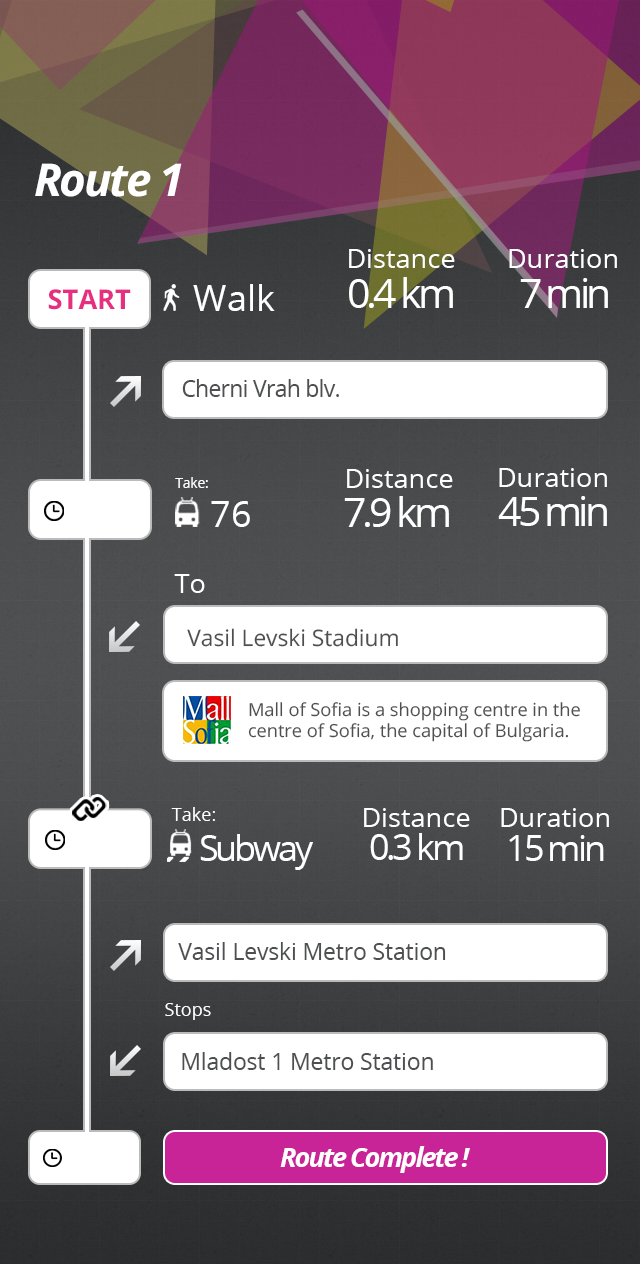 Route 1
START
Walk
Distance
0.4 km
Duration
7 min
Cherni Vrah blv.
Take:
76
Distance
7.9 km
Duration
45 min
To
Vasil Levski Stadium
Mall
Sofia
Mall of Sofia is a shopping centre in the
centre of Sofia, the capital of Bulgaria.
Take:
Subway
Distance
0.3 km
Duration
15 min
Vasil Levski Metro Station
Stops
Mladost 1 Metro Station
Route Complete !